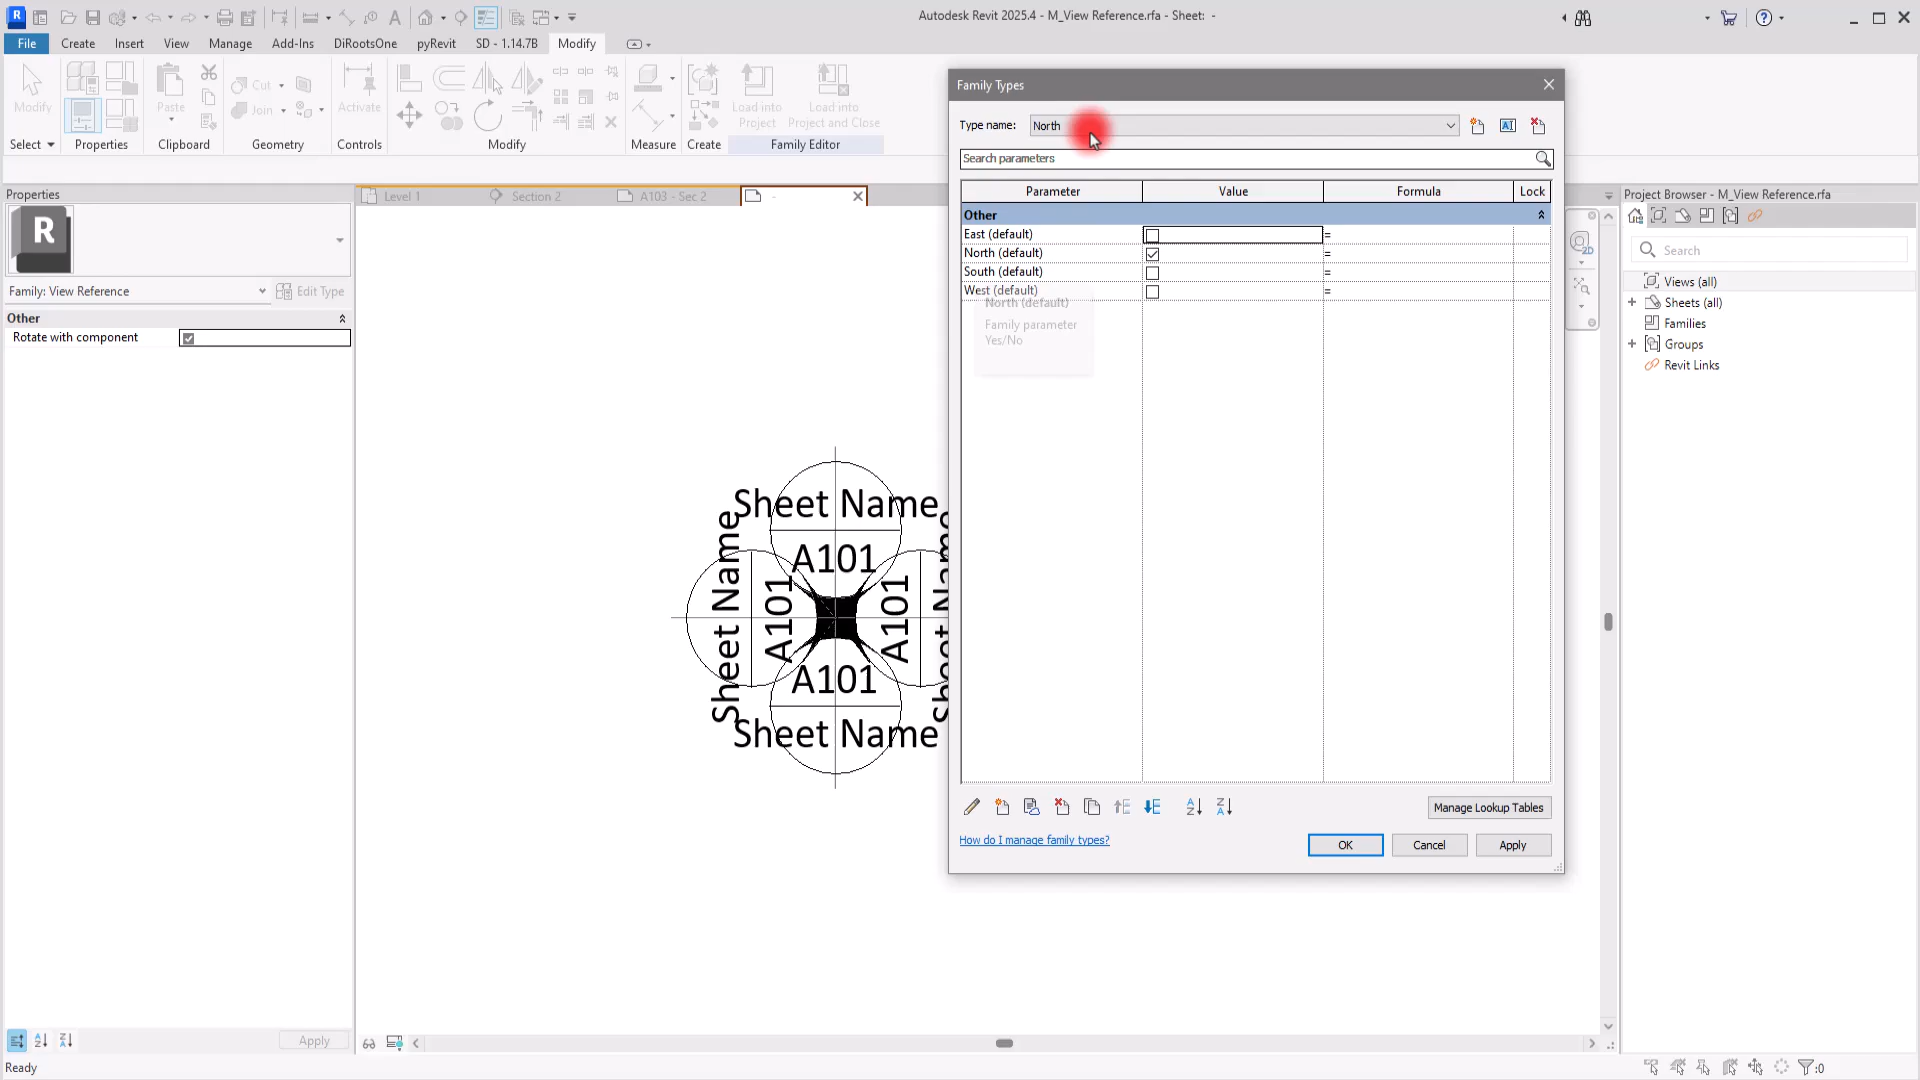 Autodesk Revit 2025.4 - M_View Reference.rfa - Sheet: -
File Create Insert View Manage Add-Ins DiRootsOne pyRevit SD - 1.14.7B Modify
Modify
Paste
Cut
Join
Activate
Load into
Project
Load into
Project and Close
Select Properties Clipboard Geometry Controls Modify Measure Create Family Editor
Properties
R
Family: View Reference
Edit Type
Other
Rotate with component
Apply
Ready
Level 1
Section 2
A103 - Sec 2
-
Sheet Name
A101
Sheet Name
A101
A101
A101
Sheet Name
Family Types
Type name:
North
Search parameters
Parameter Value Formula Lock
Other
East (default) =
North (default) =
South (default) =
West (default) =
North (default)
Family parameter
Yes/No
Manage Lookup Tables
How do I manage family types?
OK
Cancel
Apply
2D
Project Browser - M_View Reference.rfa
Search
Views (all)
Sheets (all)
Families
Groups
Revit Links
:0